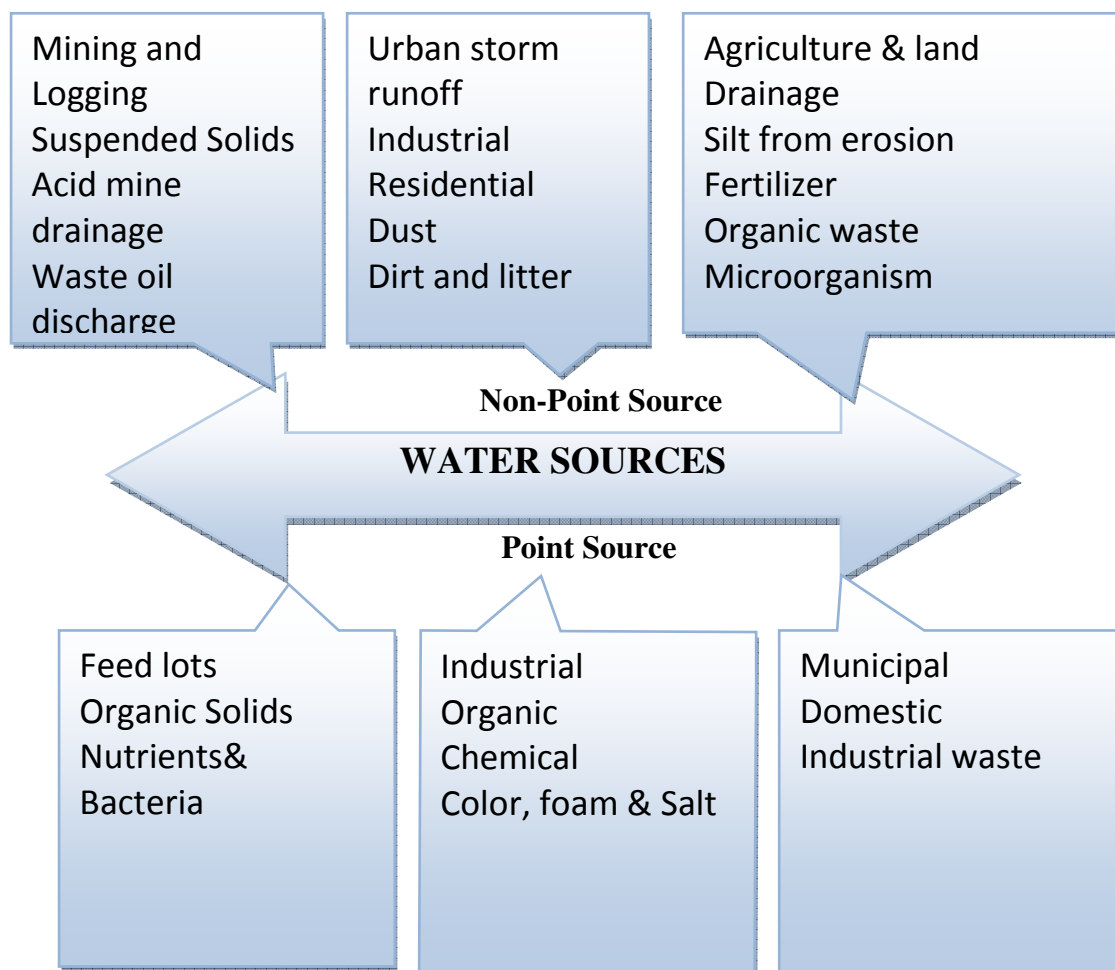 Mining and
Logging
Suspended Solids
Acid mine
drainage
Waste oil
discharge
Urban storm
runoff
Industrial
Residential
Dust
Dirt and litter
Agriculture & land
Drainage
Silt from erosion
Fertilizer
Organic waste
Microorganism
Non-Point Source
WATER SOURCES
Point Source
Feed lots
Organic Solids
Nutrients&
Bacteria
Industrial
Organic
Chemical
Color, foam & Salt
Municipal
Domestic
Industrial waste